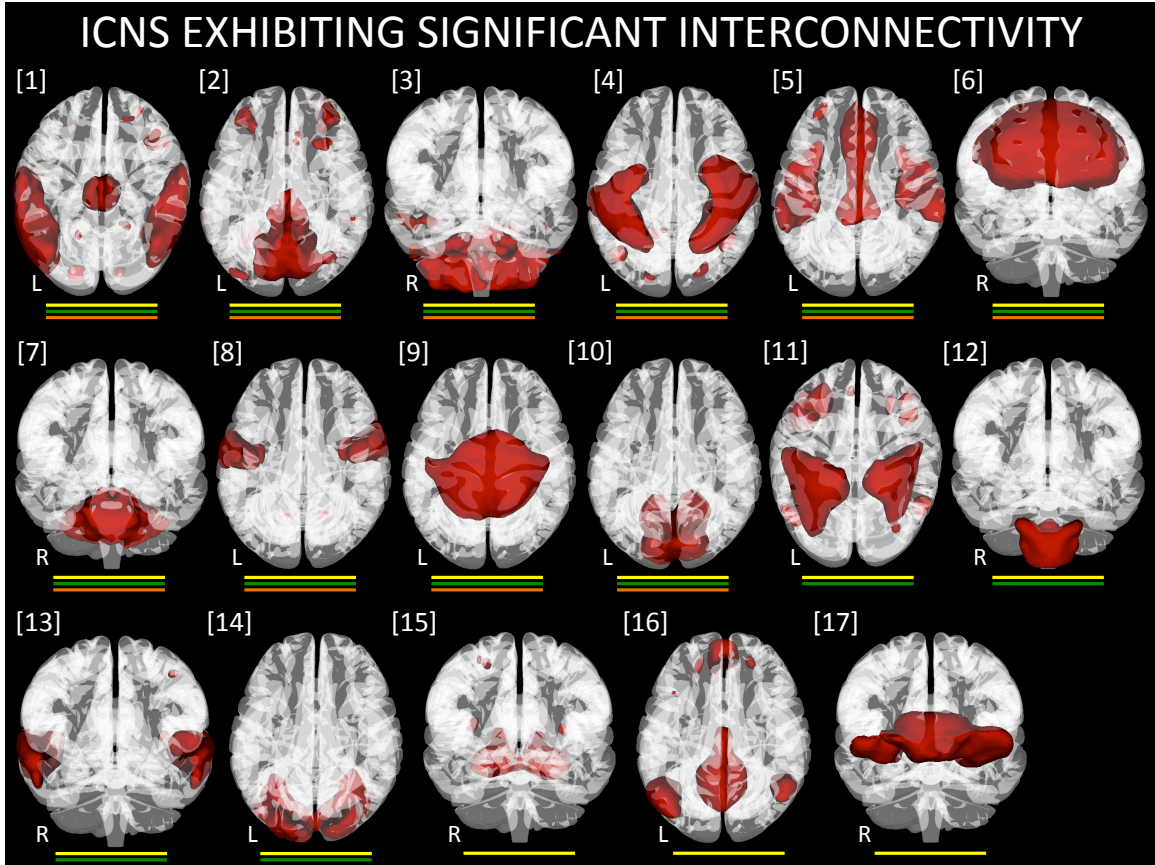 ICNS EXHIBITING SIGNIFICANT INTERCONNECTIVITY
[1] [2] [3] [4] [5] [6]
L L R L L R
[7] [8] [9] [10] [11] [12]
R L L L L R
[13] [14] [15] [16] [17]
R L R L R